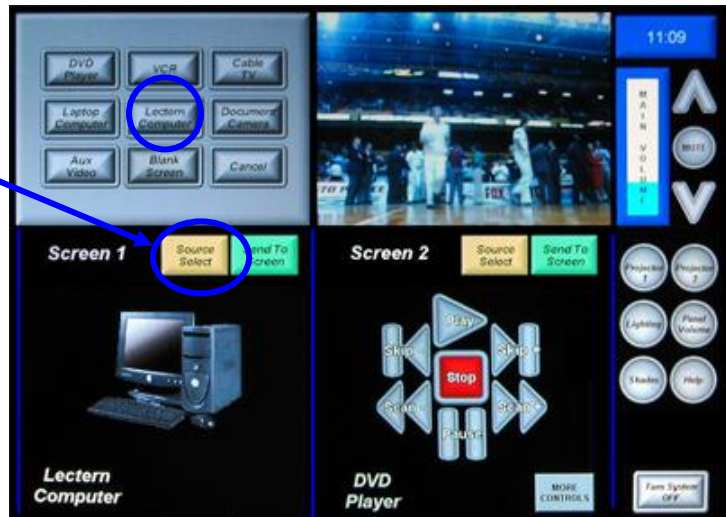 DVD
Player
VCR
Cable
TV
Laptop
Computer
Lectern
Computer
Document
Camera
Aux
Video
Blank
Screen
Cancel
FOX
11:09
MAIN VOLUME
MUTE
Screen 1
Source
Select
Send To
Screen
Screen 2
Source
Select
Send To
Screen
Projector
1
Projector
2
Lighting
Panel
Volume
Shades
Help
Play
Skip -
Skip +
Stop
Scan -
Scan +
Pause
Lectern
Computer
DVD
Player
MORE
CONTROLS
Turn System
OFF